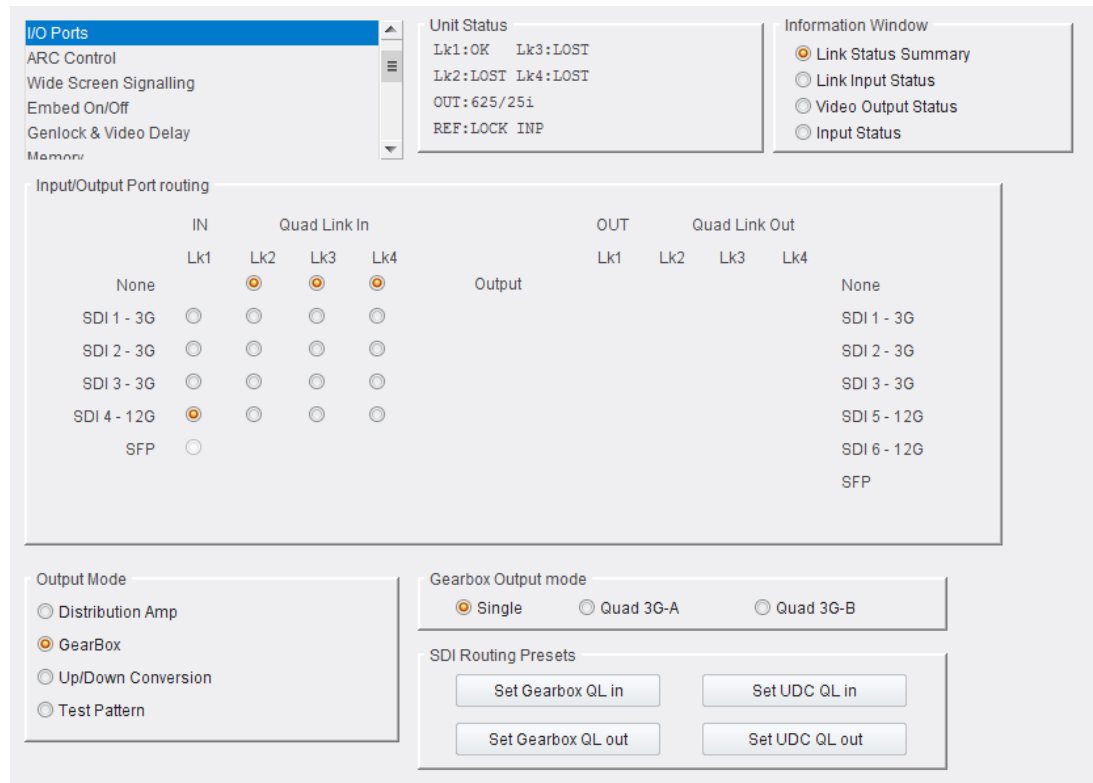 I/O Ports
ARC Control
Wide Screen Signalling
Embed On/Off
Genlock & Video Delay
Memory
Unit Status
Lk1:OK Lk3:LOST
Lk2:LOST Lk4:LOST
OUT:625/25i
REF:LOCK INP
Information Window
Link Status Summary
Link Input Status
Video Output Status
Input Status
Input/Output Port routing
IN Quad Link In OUT Quad Link Out
Lk1 Lk2 Lk3 Lk4 Lk1 Lk2 Lk3 Lk4
None Output None
SDI 1 - 3G SDI 1 - 3G
SDI 2 - 3G SDI 2 - 3G
SDI 3 - 3G SDI 3 - 3G
SDI 4 - 12G SDI 5 - 12G
SFP SDI 6 - 12G
SFP
Output Mode
Distribution Amp
GearBox
Up/Down Conversion
Test Pattern
Gearbox Output mode
Single Quad 3G-A Quad 3G-B
SDI Routing Presets
Set Gearbox QL in Set UDC QL in
Set Gearbox QL out Set UDC QL out